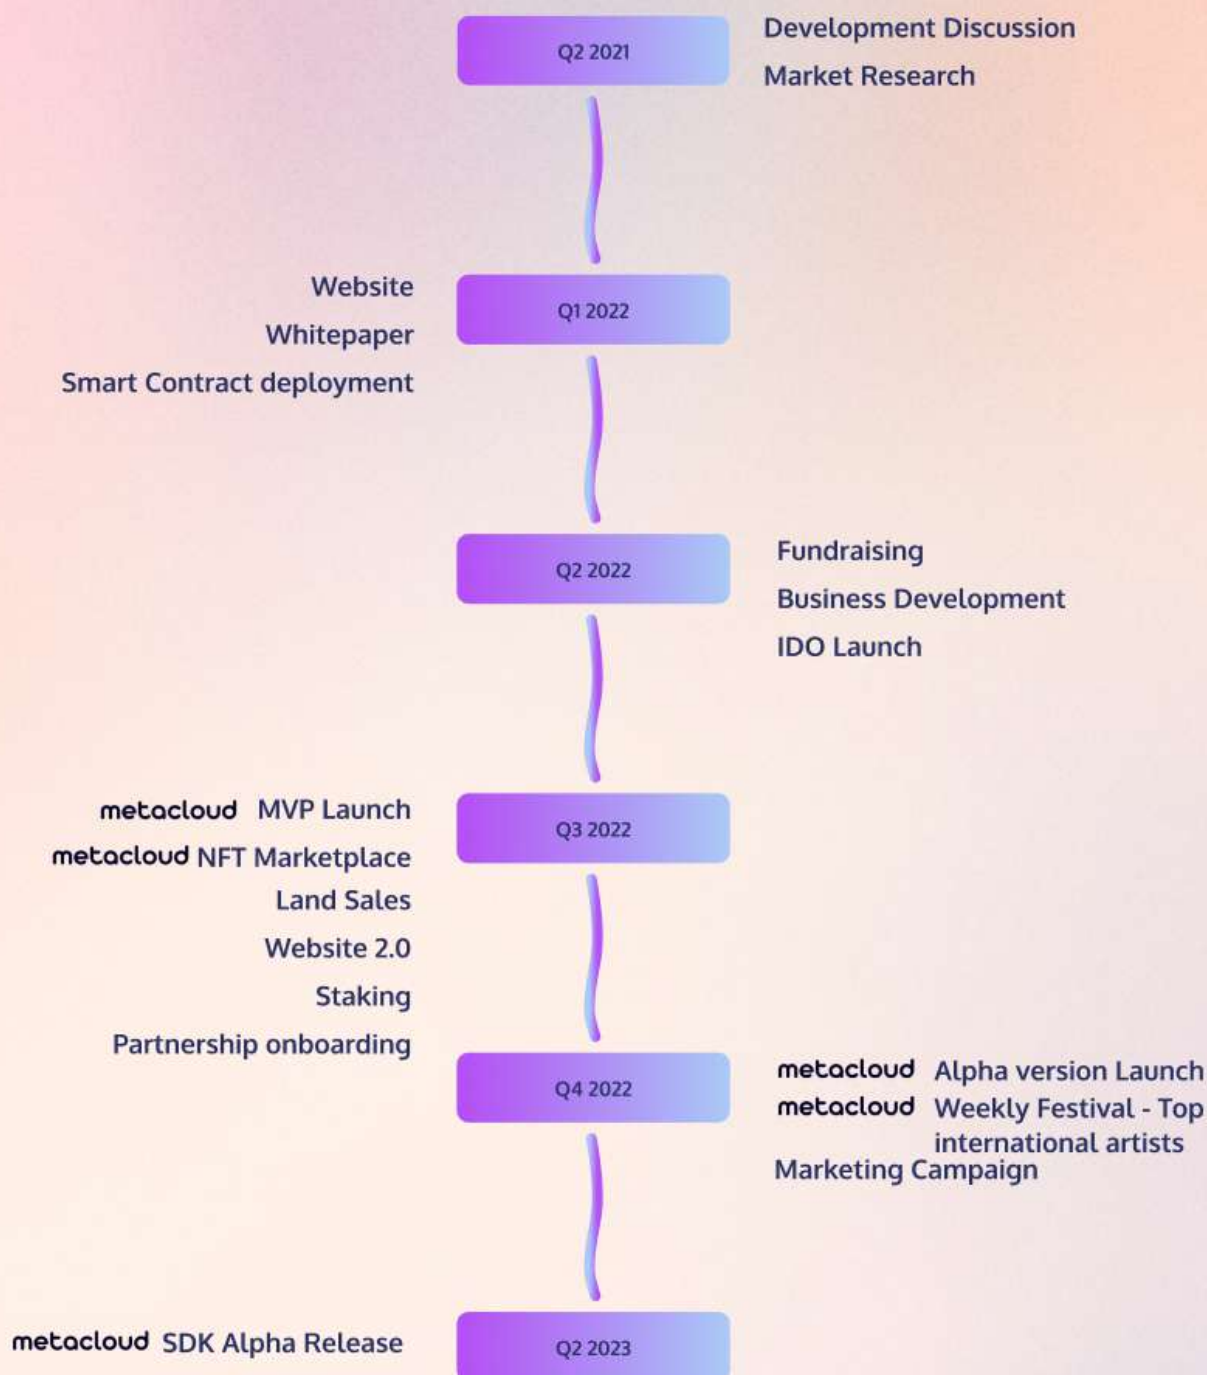 Q2 2021
Development Discussion
Market Research
Website
Whitepaper
Smart Contract deployment
Q1 2022
Q2 2022
Fundraising
Business Development
IDO Launch
metacloud MVP Launch
metacloud NFT Marketplace
Land Sales
Website 2.0
Staking
Partnership onboarding
Q3 2022
Q4 2022
metacloud Alpha version Launch
metacloud Weekly Festival - Top
international artists
Marketing Campaign
metacloud SDK Alpha Release
Q2 2023